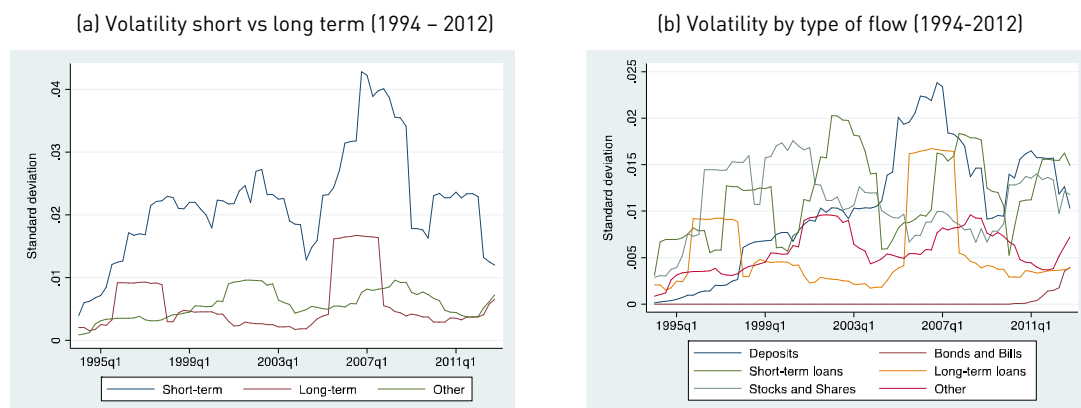 (a) Volatility short vs long term (1994 – 2012)
Standard deviation
.04
.03
.02
.01
0
1995q1 1999q1 2003q1 2007q1 2011q1
Short-term Long-term Other
(b) Volatility by type of flow (1994-2012)
Standard deviation
.025
.02
.015
.01
.005
0
1995q1 1999q1 2003q1 2007q1 2011q1
Deposits Bonds and Bills
Short-term loans Long-term loans
Stocks and Shares Other